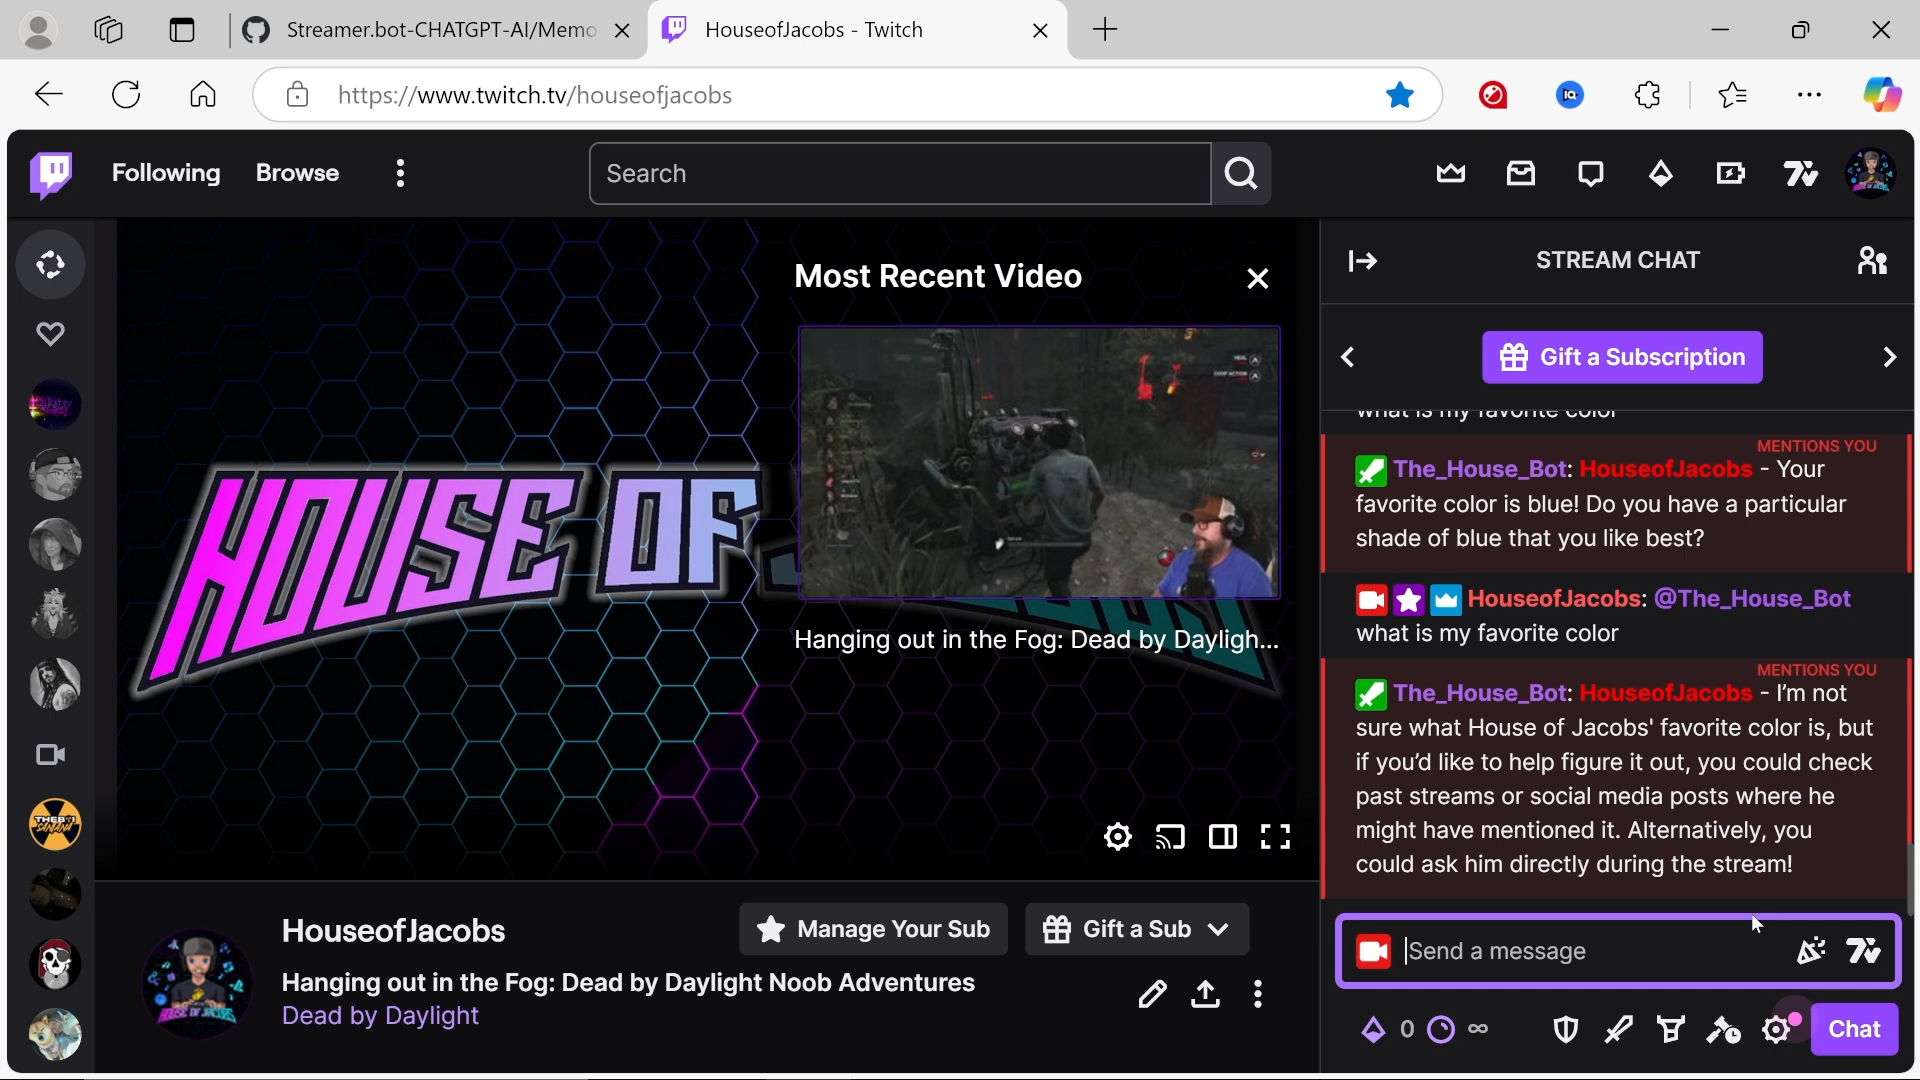 Streamer.bot-CHATGPT-AI/Memo
HouseofJacobs - Twitch
https://www.twitch.tv/houseofjacobs
Following
Browse
Search
Most Recent Video
HOUSE OF
Hanging out in the Fog: Dead by Dayligh...
HouseofJacobs
Manage Your Sub
Gift a Sub
Hanging out in the Fog: Dead by Daylight Noob Adventures
Dead by Daylight
STREAM CHAT
Gift a Subscription
what is my favorite color
MENTIONS YOU
The_House_Bot: HouseofJacobs - Your
favorite color is blue! Do you have a particular
shade of blue that you like best?
HouseofJacobs: @The_House_Bot
what is my favorite color
MENTIONS YOU
The_House_Bot: HouseofJacobs - I'm not
sure what House of Jacobs' favorite color is, but
if you'd like to help figure it out, you could check
past streams or social media posts where he
might have mentioned it. Alternatively, you
could ask him directly during the stream!
Send a message
0
∞
Chat